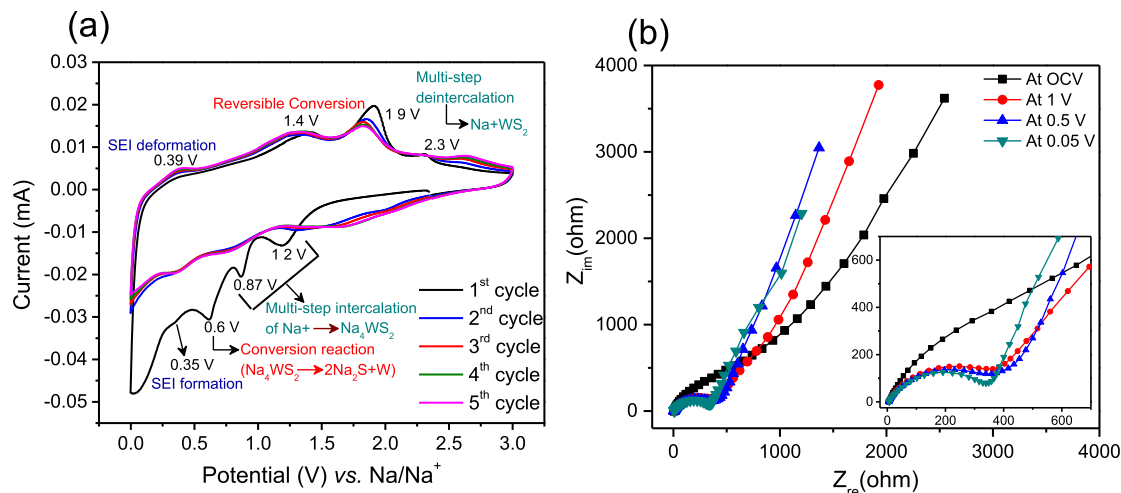 (a)
0.03
0.02
0.01
0.00
-0.01
-0.02
-0.03
-0.04
-0.05
Current (mA)
0.0
0.5
1.0
1.5
2.0
2.5
3.0
Potential (V) vs. Na/Na⁺
Multi-step
deintercalation
Na+WS₂
Reversible Conversion
1.4 V
1 9 V
2.3 V
SEI deformation
0.39 V
1 2 V
0.87 V
Multi-step intercalation
of Na+ → Na₄WS₂
0.6 V
Conversion reaction
(Na₄WS₂ → 2Na₂S+W)
0.35 V
SEI formation
1ˢᵗ cycle
2ⁿᵈ cycle
3ʳᵈ cycle
4ᵗʰ cycle
5ᵗʰ cycle
(b)
4000
3000
2000
1000
0
Zᵢₘ(ohm)
0
500
1000
2000
3000
4000
Zᵣₑ(ohm)
At OCV
At 1 V
At 0.5 V
At 0.05 V
600
500
400
300
200
100
0
0
200
400
600